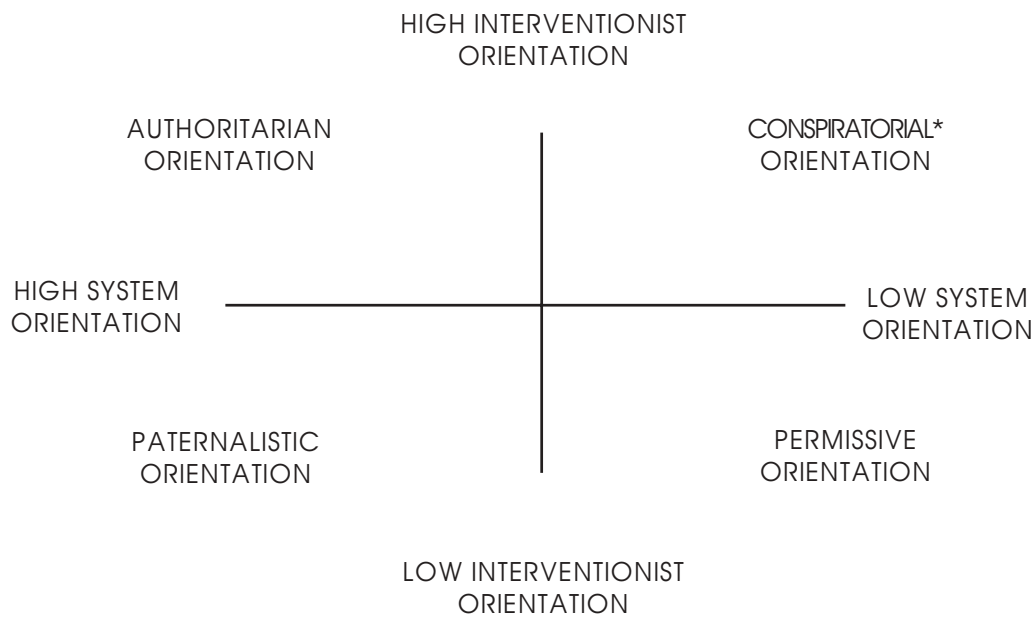 HIGH INTERVENTIONIST
ORIENTATION
AUTHORITARIAN
ORIENTATION
CONSPIRATORIAL*
ORIENTATION
HIGH SYSTEM
ORIENTATION
LOW SYSTEM
ORIENTATION
PATERNALISTIC
ORIENTATION
PERMISSIVE
ORIENTATION
LOW INTERVENTIONIST
ORIENTATION